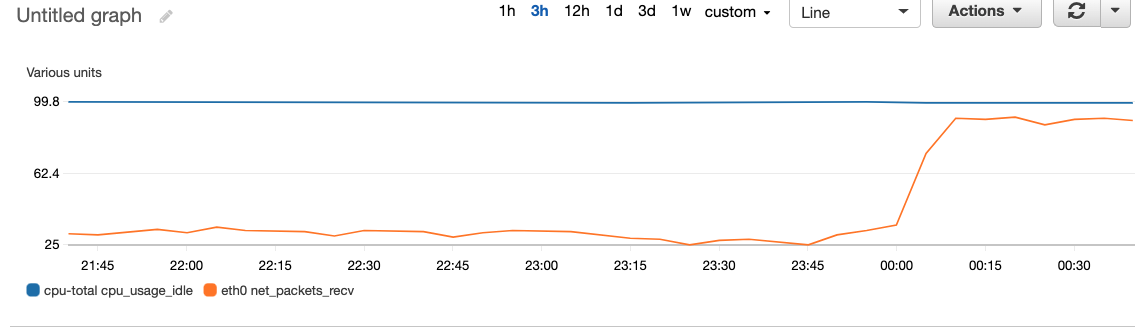 Untitled graph
1h 3h 12h 1d 3d 1w custom Line Actions
Various units
99.8
62.4
25
21:45 22:00 22:15 22:30 22:45 23:00 23:15 23:30 23:45 00:00 00:15 00:30
cpu-total cpu_usage_idle eth0 net_packets_recv